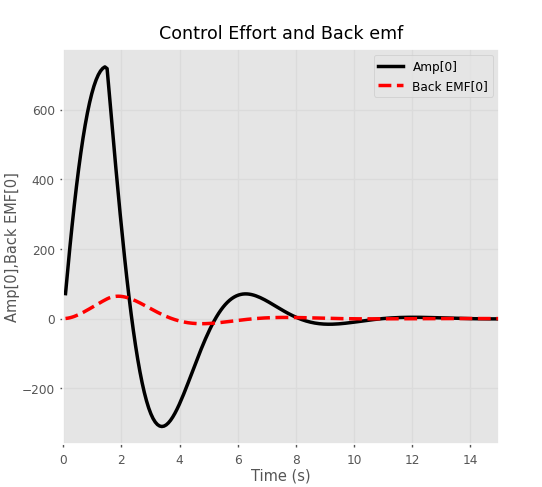 Control Effort and Back emf
Amp[0]
Back EMF[0]
Amp[0],Back EMF[0]
600
400
200
0
−200
0 2 4 6 8 10 12 14
Time (s)